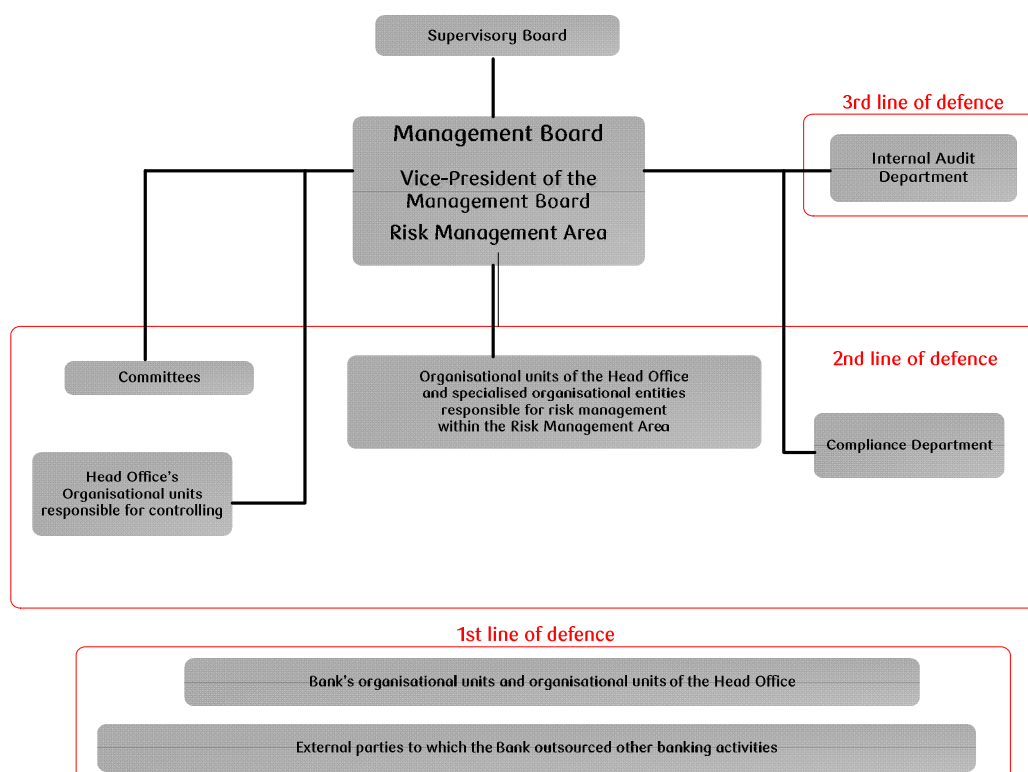 Supervisory Board
3rd line of defence
Management Board
Vice-President of the
Management Board
Risk Management Area
Internal Audit
Department
2nd line of defence
Committees
Organisational units of the Head Office
and specialised organisational entities
responsible for risk management
within the Risk Management Area
Compliance Department
Head Office's
Organisational units
responsible for controlling
1st line of defence
Bank's organisational units and organisational units of the Head Office
External parties to which the Bank outsourced other banking activities